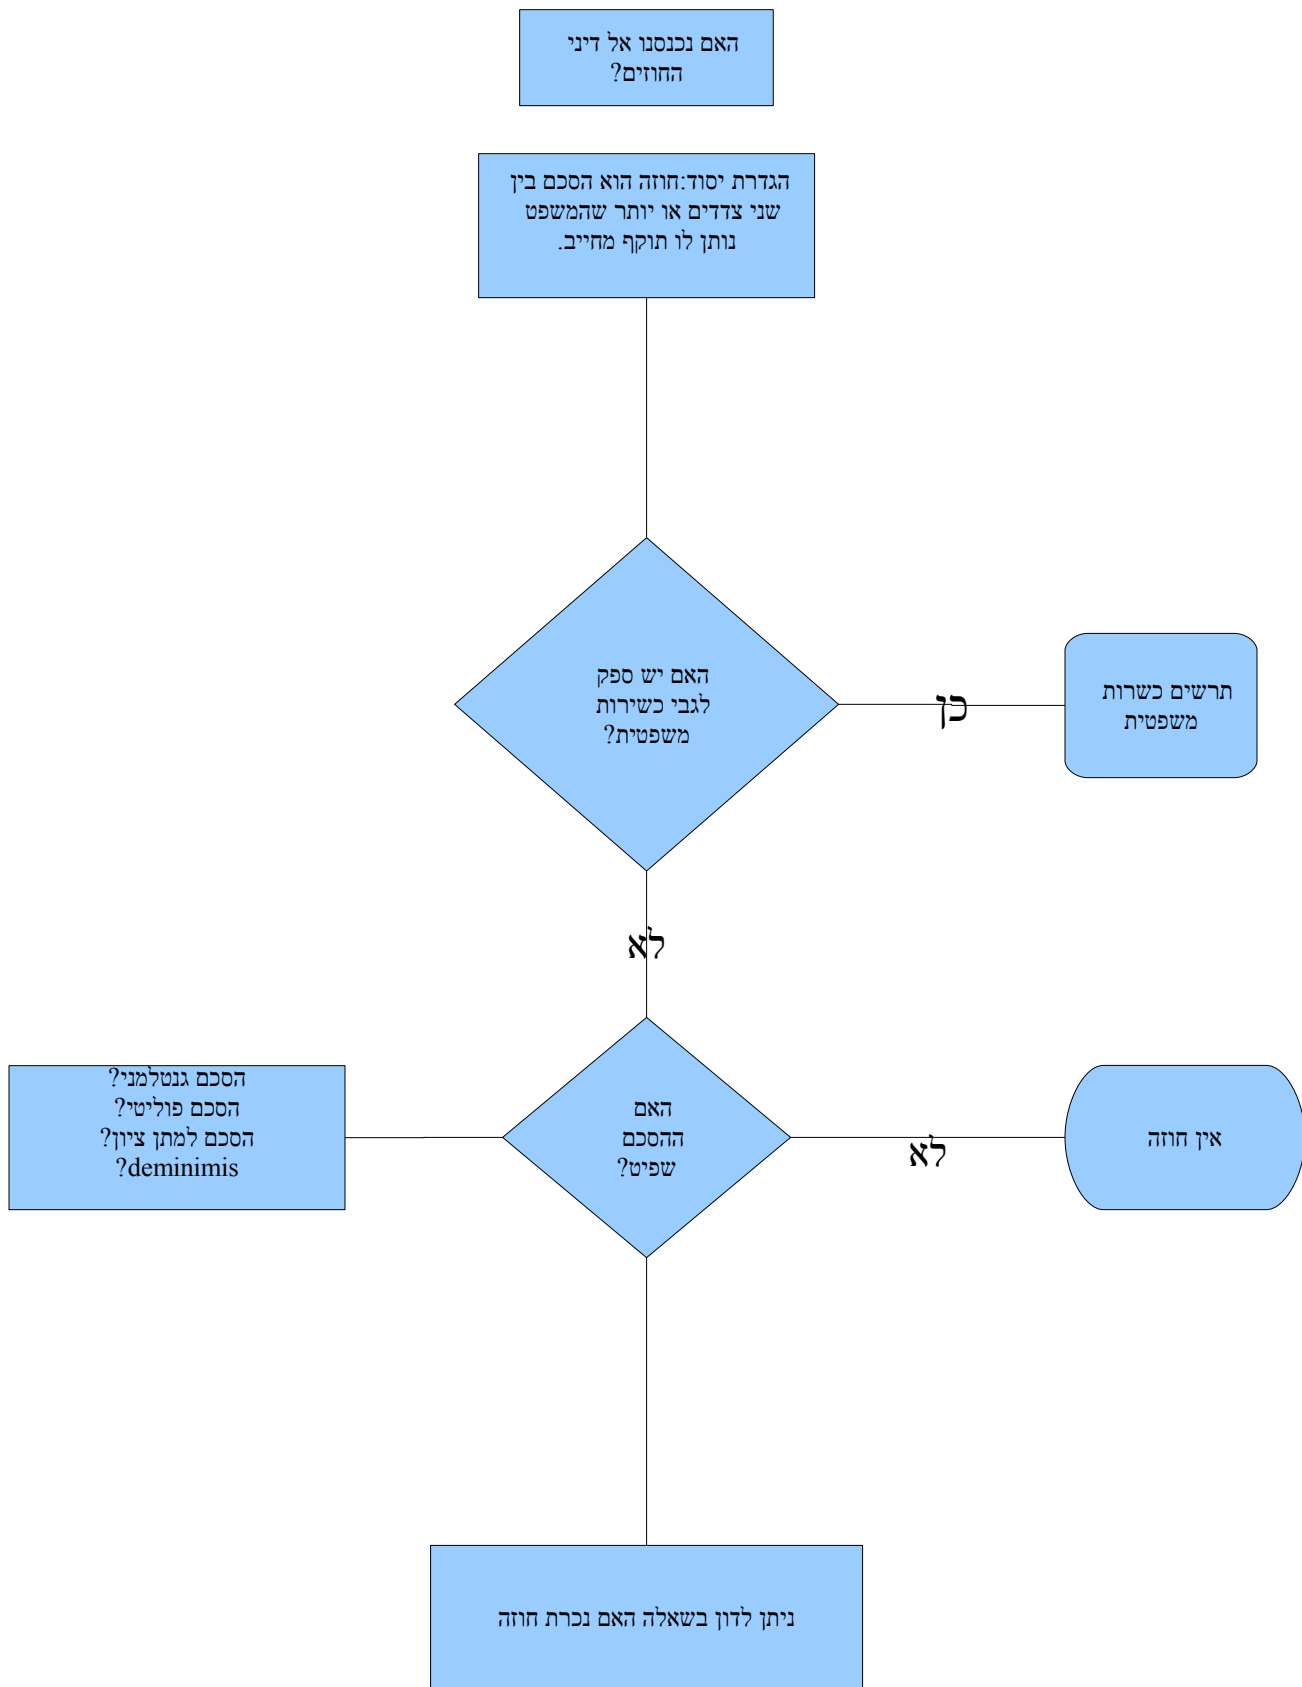 האם נכנסנו אל דיני
החוזים?
הגדרת יסוד:חוזה הוא הסכם בין
שני צדדים או יותר שהמשפט
נותן לו תוקף מחייב.
האם יש ספק
לגבי כשירות
משפטית?
כן
תרשים כשרות
משפטית
לא
האם
ההסכם
שפיט?
לא
אין חוזה
הסכם גנטלמני?
הסכם פוליטי?
הסכם למתן ציון?
deminimis?
ניתן לדון בשאלה האם נכרת חוזה